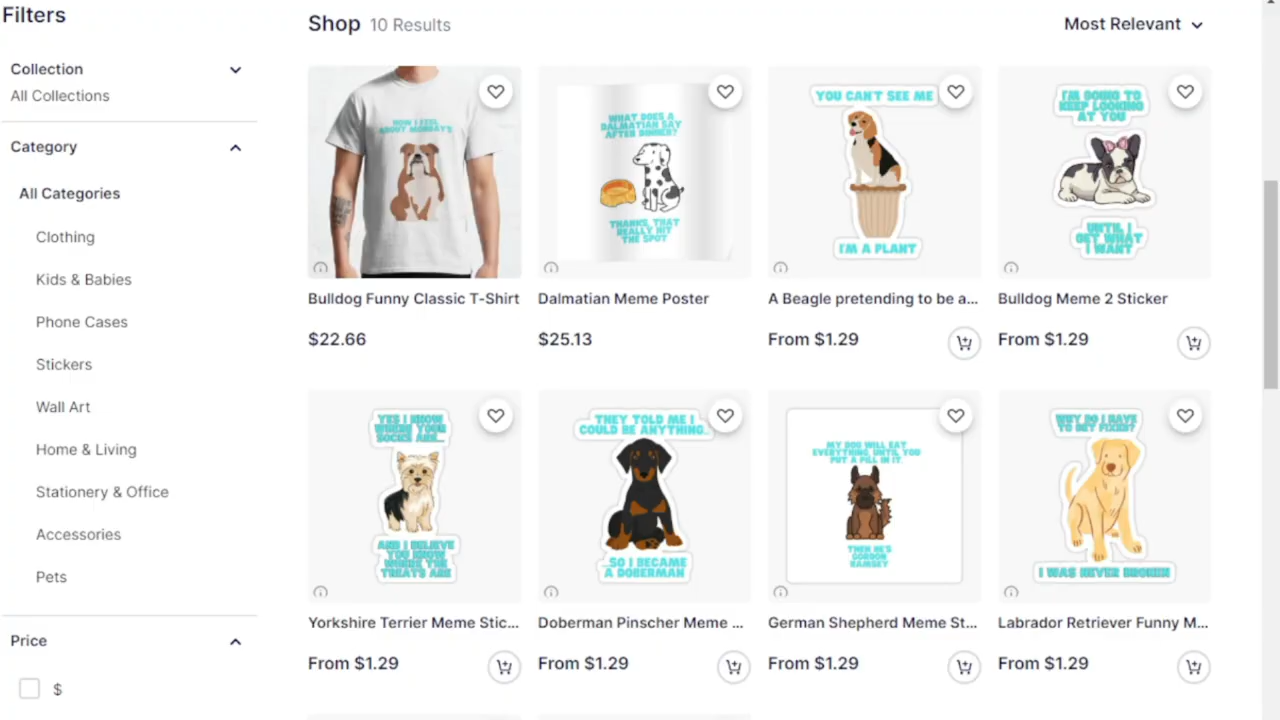 Filters
Collection
All Collections
Category
All Categories
Clothing
Kids & Babies
Phone Cases
Stickers
Wall Art
Home & Living
Stationery & Office
Accessories
Pets
Price
$
Shop 10 Results
Most Relevant
HOW I FEEL
ABOUT MONDAYS
Bulldog Funny Classic T-Shirt
$22.66
WHAT DOES A
DALMATIAN SAY
AFTER DINNER?
THANKS, THAT
REALLY HIT
THE SPOT
Dalmatian Meme Poster
$25.13
YOU CAN'T SEE ME
I'M A PLANT
A Beagle pretending to be a...
From $1.29
I'M GOING TO
KEEP LOOKING
AT YOU
UNTIL I
GET WHAT
I WANT
Bulldog Meme 2 Sticker
From $1.29
YES I KNOW
WHERE YOUR
SOCKS ARE...
AND I BELIEVE
YOU KNOW
WHERE THE
TREATS ARE
Yorkshire Terrier Meme Stic...
From $1.29
THEY TOLD ME I
COULD BE ANYTHING...
...SO I BECAME
A DOBERMAN
Doberman Pinscher Meme ...
From $1.29
MY DOG WILL EAT
EVERYTHING, UNTIL YOU
PUT A PILL IN IT.
THEN HE'S
GORDON
RAMSEY
German Shepherd Meme St...
From $1.29
WHY DO I HAVE
TO GET FIXED?
I WAS NEVER BROKEN
Labrador Retriever Funny M...
From $1.29